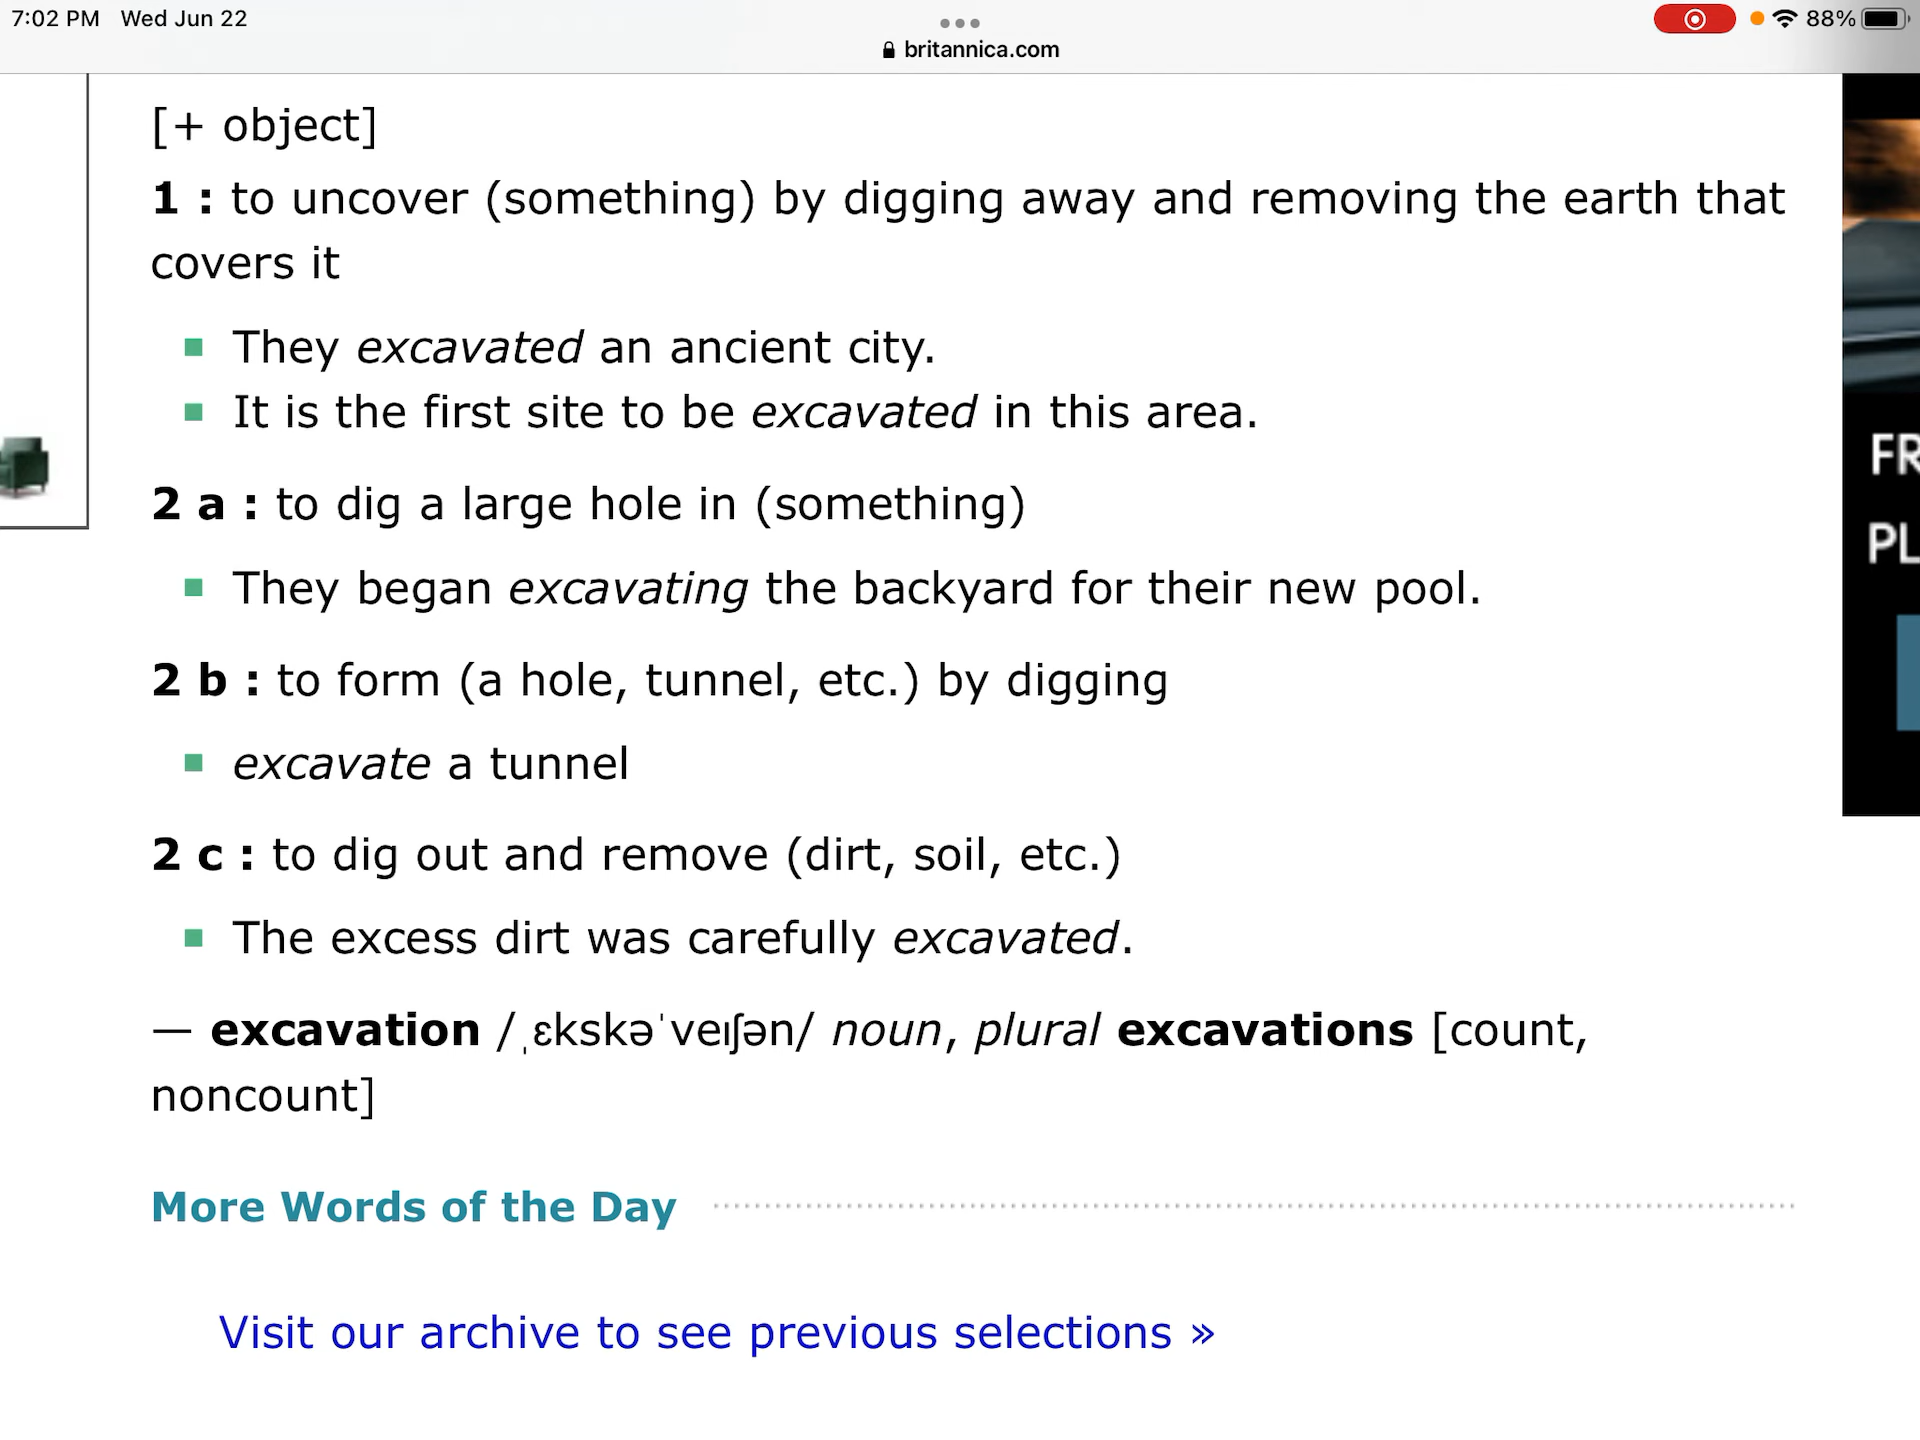 7:02 PM Wed Jun 22
88%
britannica.com
[+ object]
1 : to uncover (something) by digging away and removing the earth that
covers it
They excavated an ancient city.
It is the first site to be excavated in this area.
2 a : to dig a large hole in (something)
They began excavating the backyard for their new pool.
2 b : to form (a hole, tunnel, etc.) by digging
excavate a tunnel
2 c : to dig out and remove (dirt, soil, etc.)
The excess dirt was carefully excavated.
— excavation /ˌɛkskəˈveɪʃən/ noun, plural excavations [count,
noncount]
More Words of the Day
Visit our archive to see previous selections »
FR
PL